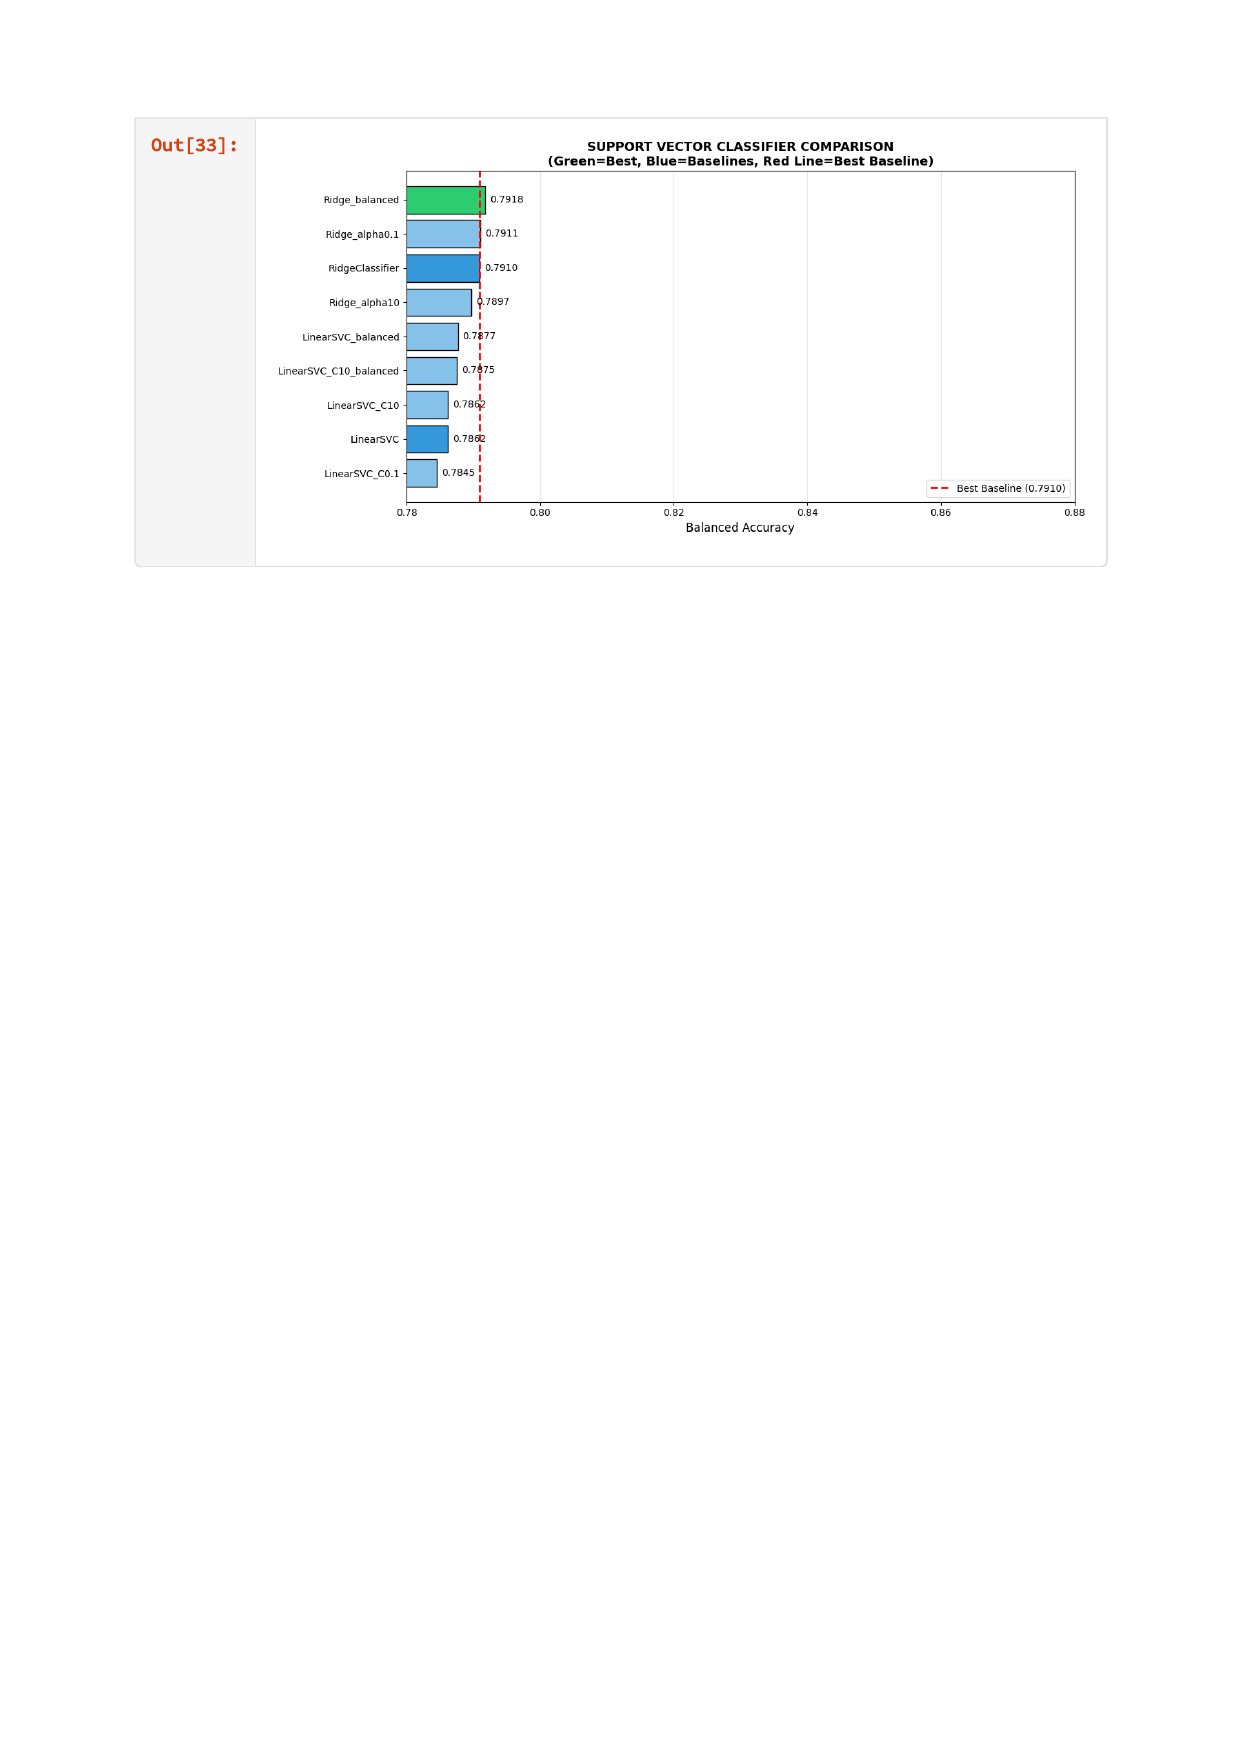 Out[33]:
SUPPORT VECTOR CLASSIFIER COMPARISON
(Green=Best, Blue=Baselines, Red Line=Best Baseline)
Ridge_balanced 0.7918
Ridge_alpha0.1 0.7911
RidgeClassifier 0.7910
Ridge_alpha10 0.7897
LinearSVC_balanced 0.7877
LinearSVC_C10_balanced 0.7875
LinearSVC_C10 0.7862
LinearSVC 0.7862
LinearSVC_C0.1 0.7845
Best Baseline (0.7910)
0.78 0.80 0.82 0.84 0.86 0.88
Balanced Accuracy